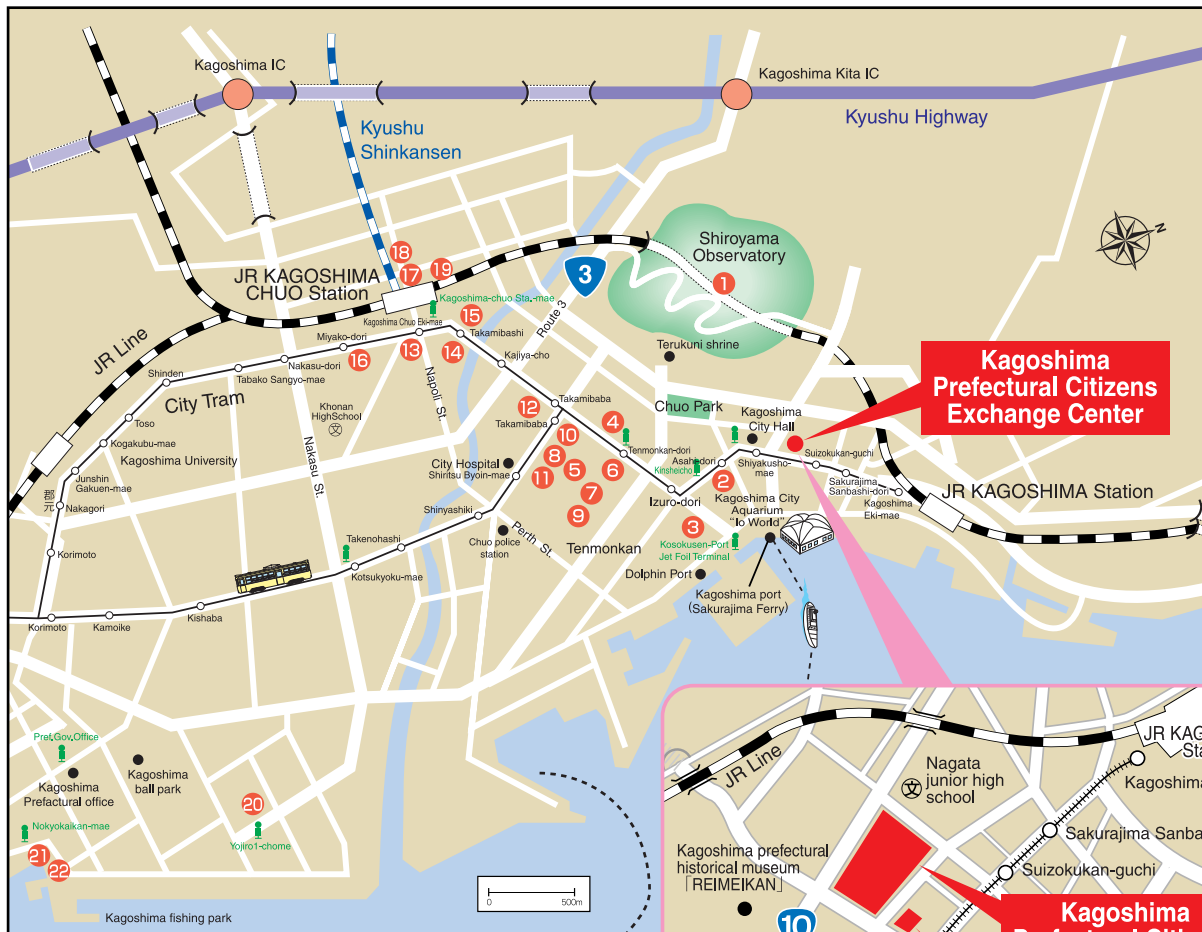 Kagoshima IC
Kagoshima Kita IC
Kyushu Highway
Kyushu
Shinkansen
N
Shiroyama
Observatory
1
3
Route 3
18
17
19
JR KAGOSHIMA
CHUO Station
Kagoshima-chuo Sta.-mae
15
Kagoshima Chuo Eki-mae
Takamibashi
Terukuni shrine
Kagoshima
Prefectural Citizens
Exchange Center
JR Line
Miyako-dori
16
13
14
Kajiya-cho
Nakasu-dori
Tabako Sangyo-mae
Shinden
City Tram
Napoli St.
Takamibaba
12
Takamibaba
4
Chuo Park
Kagoshima
City Hall
Khonan
HighSchool
文
Toso
Kogakubu-mae
Kagoshima University
Nakasu St.
10
8
5
6
11
7
9
Tenmonkan-dori
Kinsheicho
Asahi-dori
2
Shiyakusho-
mae
Suizokukan-guchi
Sakurajima
Sanbashi-dori
Kagoshima
Eki-mae
JR KAGOSHIMA Station
City Hospital
Shiritsu Byoin-mae
Junshin
Gakuen-mae
郡元
Nakagori
Izuro-dori
Kagoshima City
Aquarium
"Io World"
3
Shinyashiki
Chuo police
station
Perth St.
Tenmonkan
Kosokusen-Port
Jet Foil Terminal
Dolphin Port
Kagoshima port
(Sakurajima Ferry)
Takenohashi
Kotsukyoku-mae
Korimoto
Korimoto
Kamoike
Kishaba
Pref.Gov.Office
Kagoshima
Prefactural office
Kagoshima
ball park
20
Yojiro1-chome
Nokyokaikan-mae
21
22
Kagoshima fishing park
0
500m
JR Line
Nagata
junior high
school
文
JR KAG
Sta
Kagoshima
Sakurajima Sanba
Suizokukan-guchi
Kagoshima prefectural
historical museum
「REIMEIKAN」
10
Kagoshima